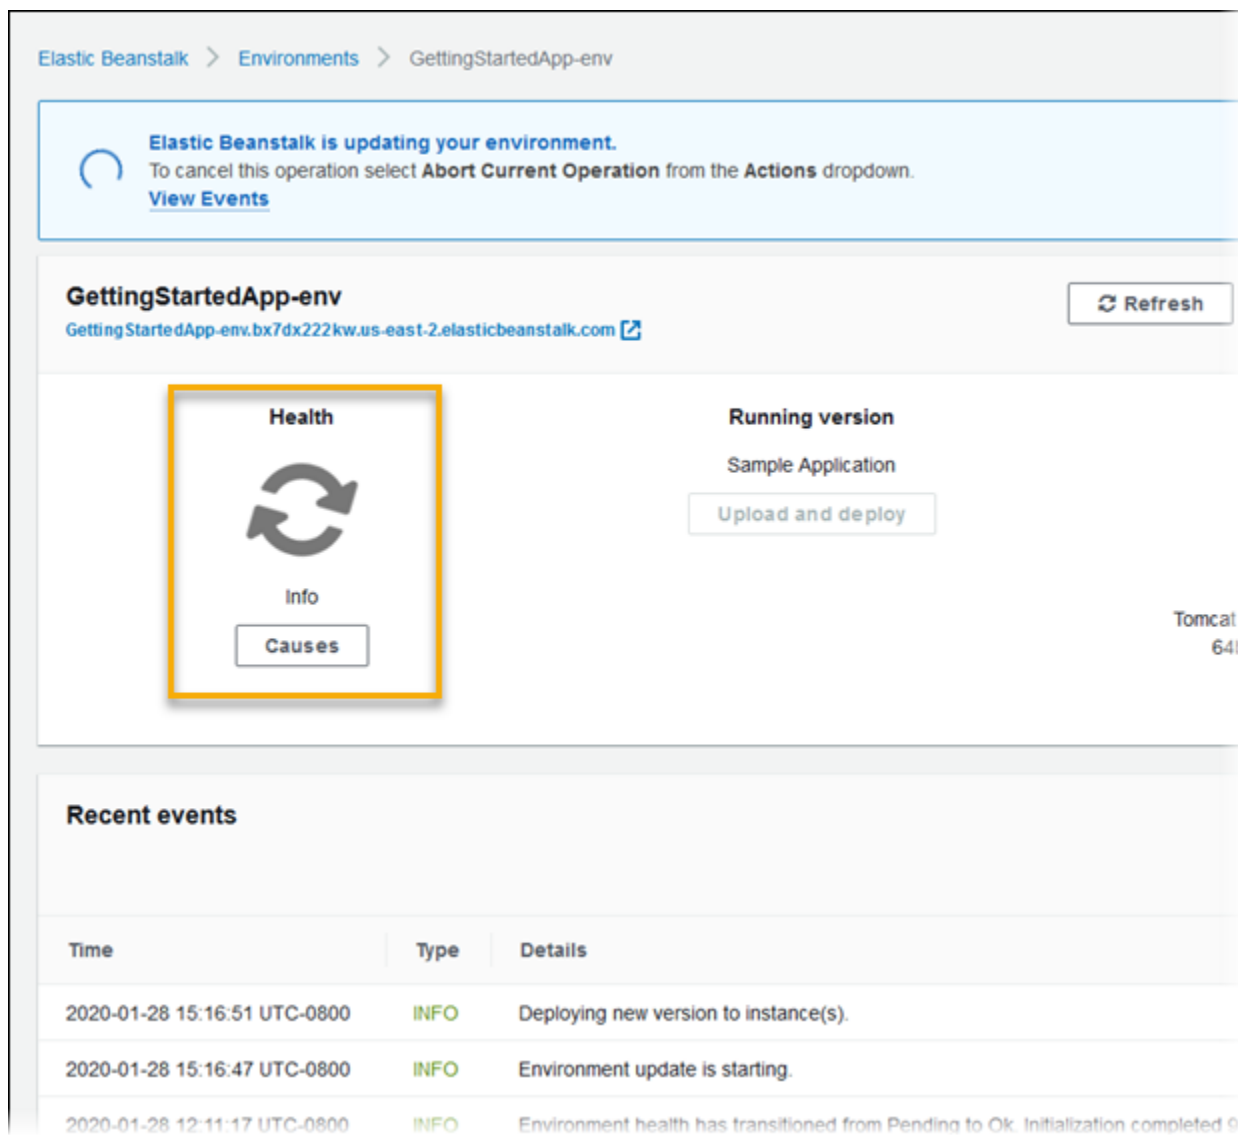 Elastic Beanstalk > Environments > GettingStartedApp-env
Elastic Beanstalk is updating your environment.
To cancel this operation select Abort Current Operation from the Actions dropdown.
View Events
GettingStartedApp-env
Refresh
GettingStartedApp-env.bx7dx222kw.us-east-2.elasticbeanstalk.com
Health
Running version
Sample Application
Upload and deploy
Info
Causes
Tomcat
Recent events
Time Type Details
2020-01-28 15:16:51 UTC-0800 INFO Deploying new version to instance(s).
2020-01-28 15:16:47 UTC-0800 INFO Environment update is starting.
2020-01-28 12:11:17 UTC-0800 INFO Environment health has transitioned from Pending to Ok. Initialization completed